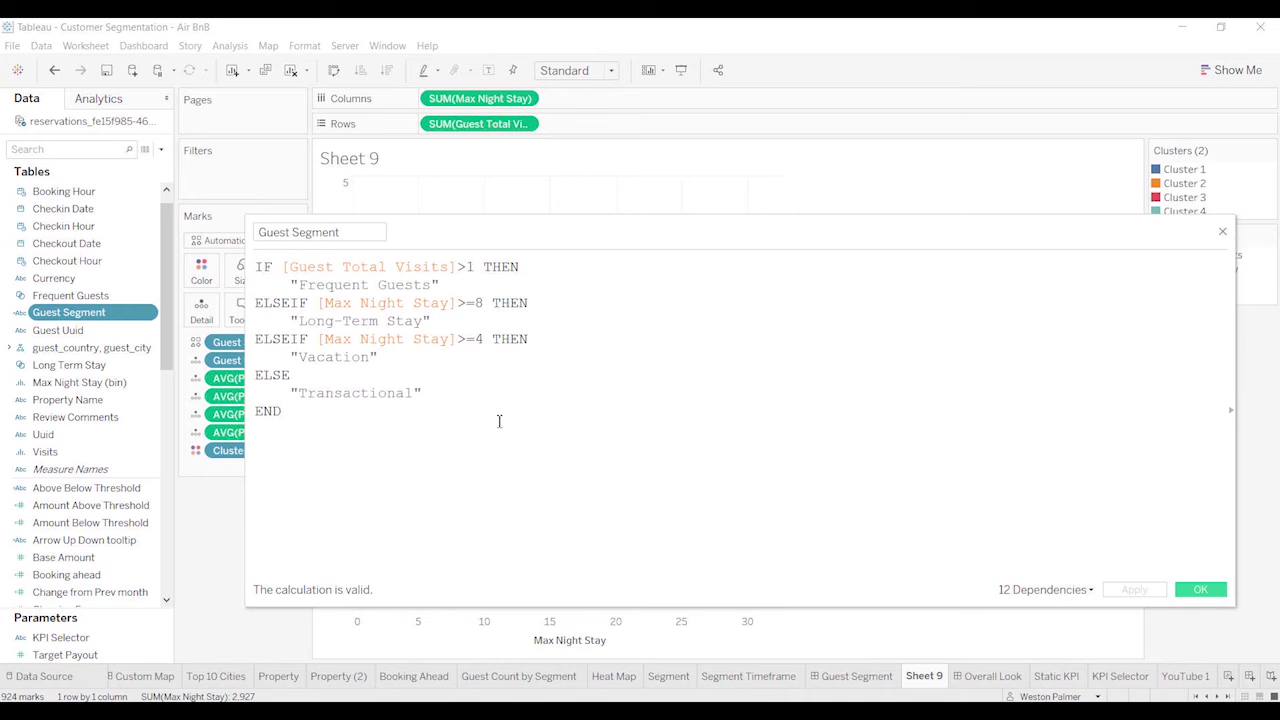 Tableau - Customer Segmentation - Air BnB
File Data Worksheet Dashboard Story Analysis Map Format Server Window Help
Standard
Show Me
Data Analytics
Pages
Columns SUM(Max Night Stay)
reservations_fe15f985-46...
Rows SUM(Guest Total Vi..
Search
Filters
Sheet 9
Clusters (2)
Tables
Cluster 1
5
Cluster 2
Booking Hour
Cluster 3
Checkin Date
Marks
Cluster 4
Checkin Hour
Guest Segment
Checkout Date
Automatic
Checkout Hour
IF [Guest Total Visits]>1 THEN
Currency
Color
"Frequent Guests"
Frequent Guests
ELSEIF [Max Night Stay]>=8 THEN
Guest Segment
Detail
"Long-Term Stay"
Guest Uuid
ELSEIF [Max Night Stay]>=4 THEN
guest_country, guest_city
Guest
"Vacation"
Long Term Stay
Guest
ELSE
Max Night Stay (bin)
AVG(P
"Transactional"
Property Name
AVG(P
END
Review Comments
AVG(P
Uuid
AVG(P
Visits
Cluste
Measure Names
Above Below Threshold
Amount Above Threshold
Amount Below Threshold
Arrow Up Down tooltip
Base Amount
Booking ahead
Change from Prev month
The calculation is valid.
12 Dependencies
Apply
OK
Parameters
KPI Selector
Target Payout
0 5 10 15 20 25 30
Max Night Stay
Data Source Custom Map Top 10 Cities Property Property (2) Booking Ahead Guest Count by Segment Heat Map Segment Segment Timeframe Guest Segment Sheet 9 Overall Look Static KPI KPI Selector YouTube 1
924 marks 1 row by 1 column SUM(Max Night Stay): 2,927
Weston Palmer